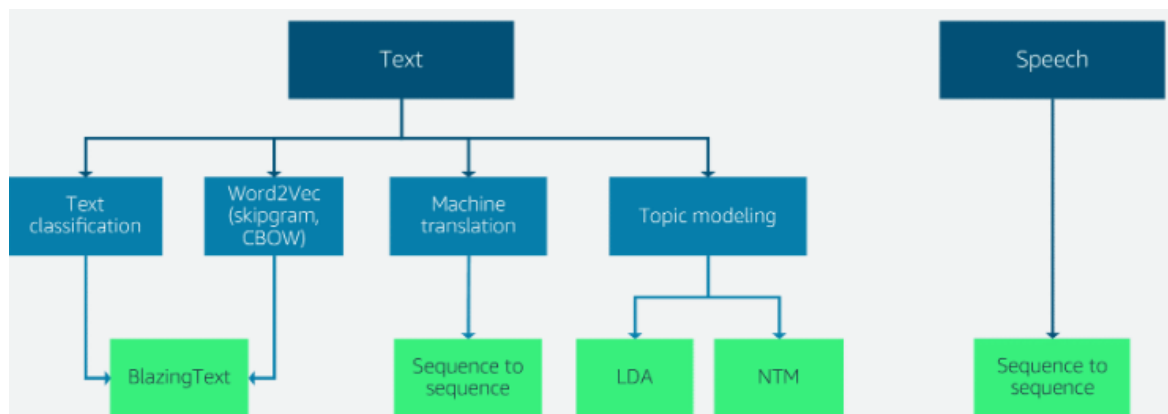 Text
Speech
Text
classification
Word2Vec
(skipgram,
CBOW)
Machine
translation
Topic modeling
BlazingText
Sequence to
sequence
LDA
NTM
Sequence to
sequence